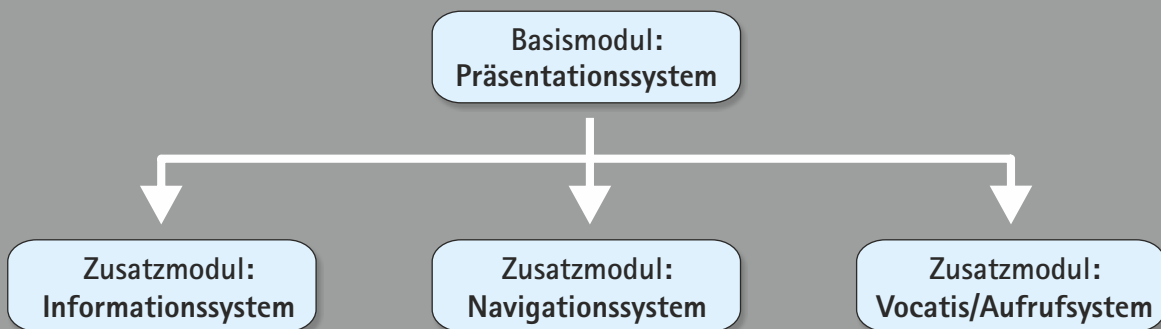 Basismodul:
Präsentationssystem
Zusatzmodul:
Informationssystem
Zusatzmodul:
Navigationssystem
Zusatzmodul:
Vocatis/Aufrufsystem